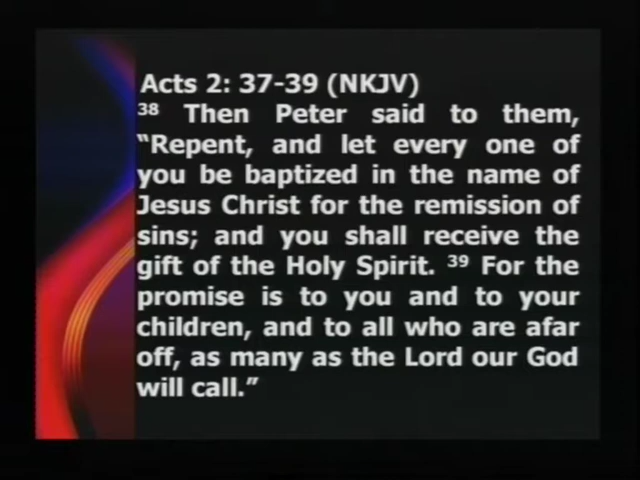 Acts 2: 37-39 (NKJV)
38 Then Peter said to them,
“Repent, and let every one of
you be baptized in the name of
Jesus Christ for the remission of
sins; and you shall receive the
gift of the Holy Spirit. 39 For the
promise is to you and to your
children, and to all who are afar
off, as many as the Lord our God
will call.”